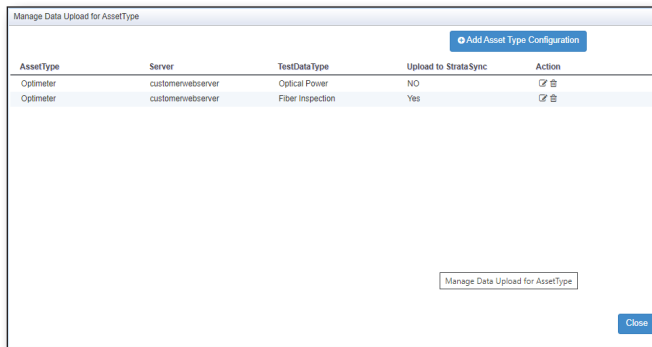 Manage Data Upload for AssetType
Add Asset Type Configuration
AssetType Server TestDataType Upload to StrataSync Action
Optimeter customerwebserver Optical Power NO
Optimeter customerwebserver Fiber Inspection Yes
Manage Data Upload for AssetType
Close